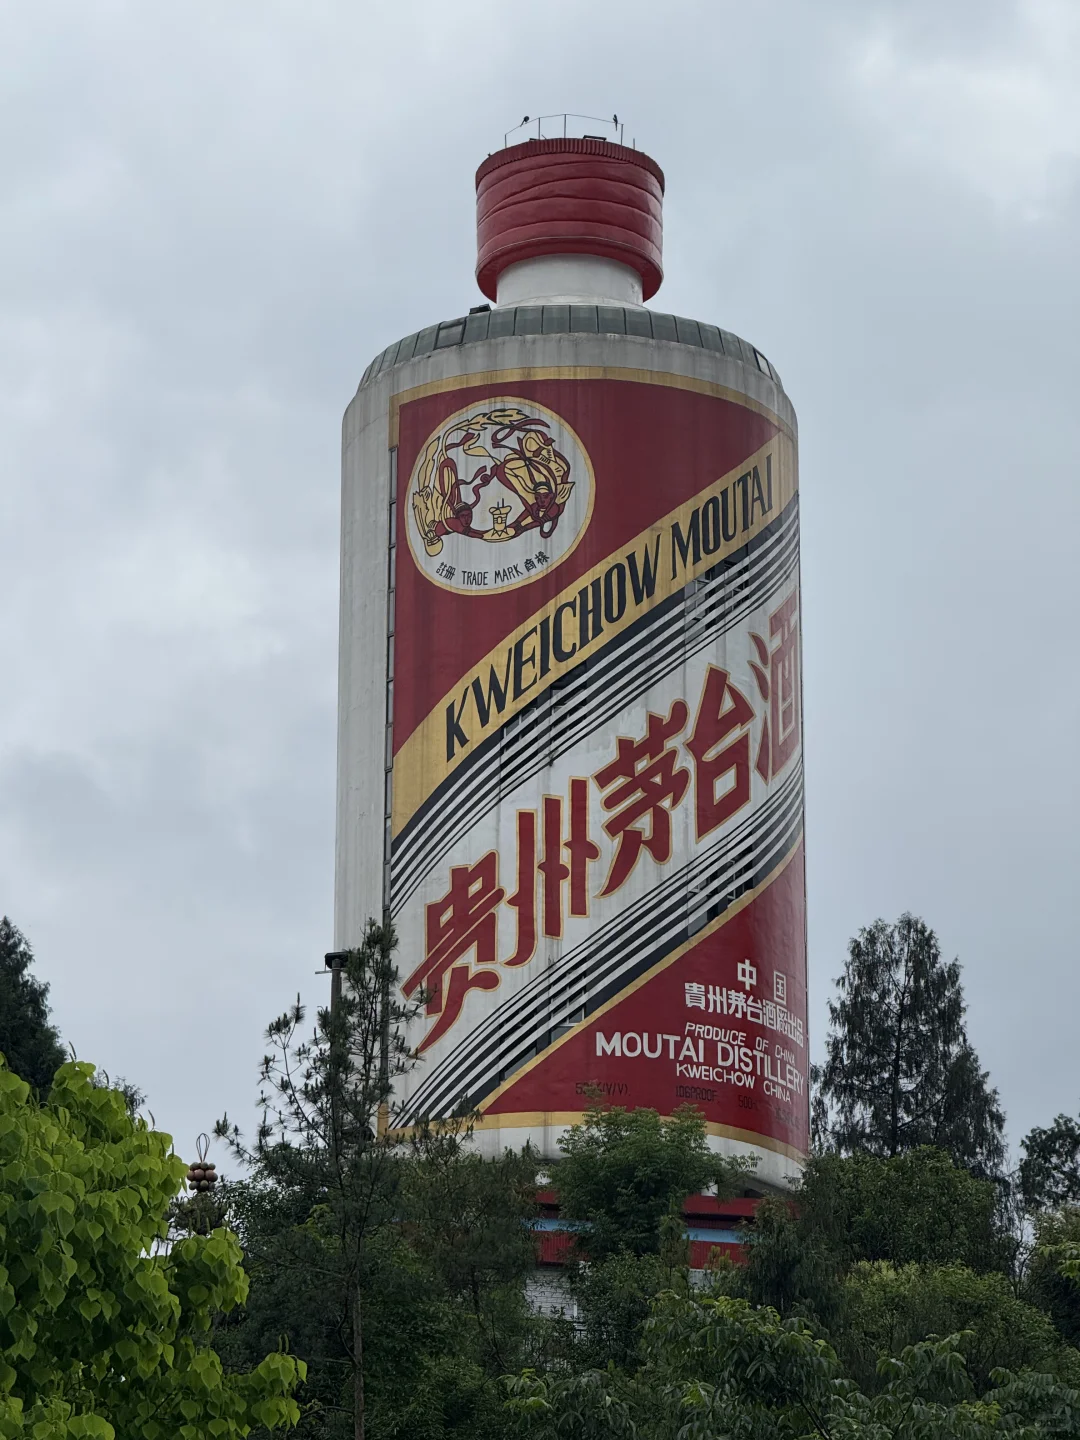 註冊 TRADE MARK 商標
KWEICHOW MOUTAI
贵州茅台酒
中国
貴州茅台酒廠出品
PRODUCE OF CHINA
MOUTAI DISTILLERY
KWEICHOW CHINA
106PROOF